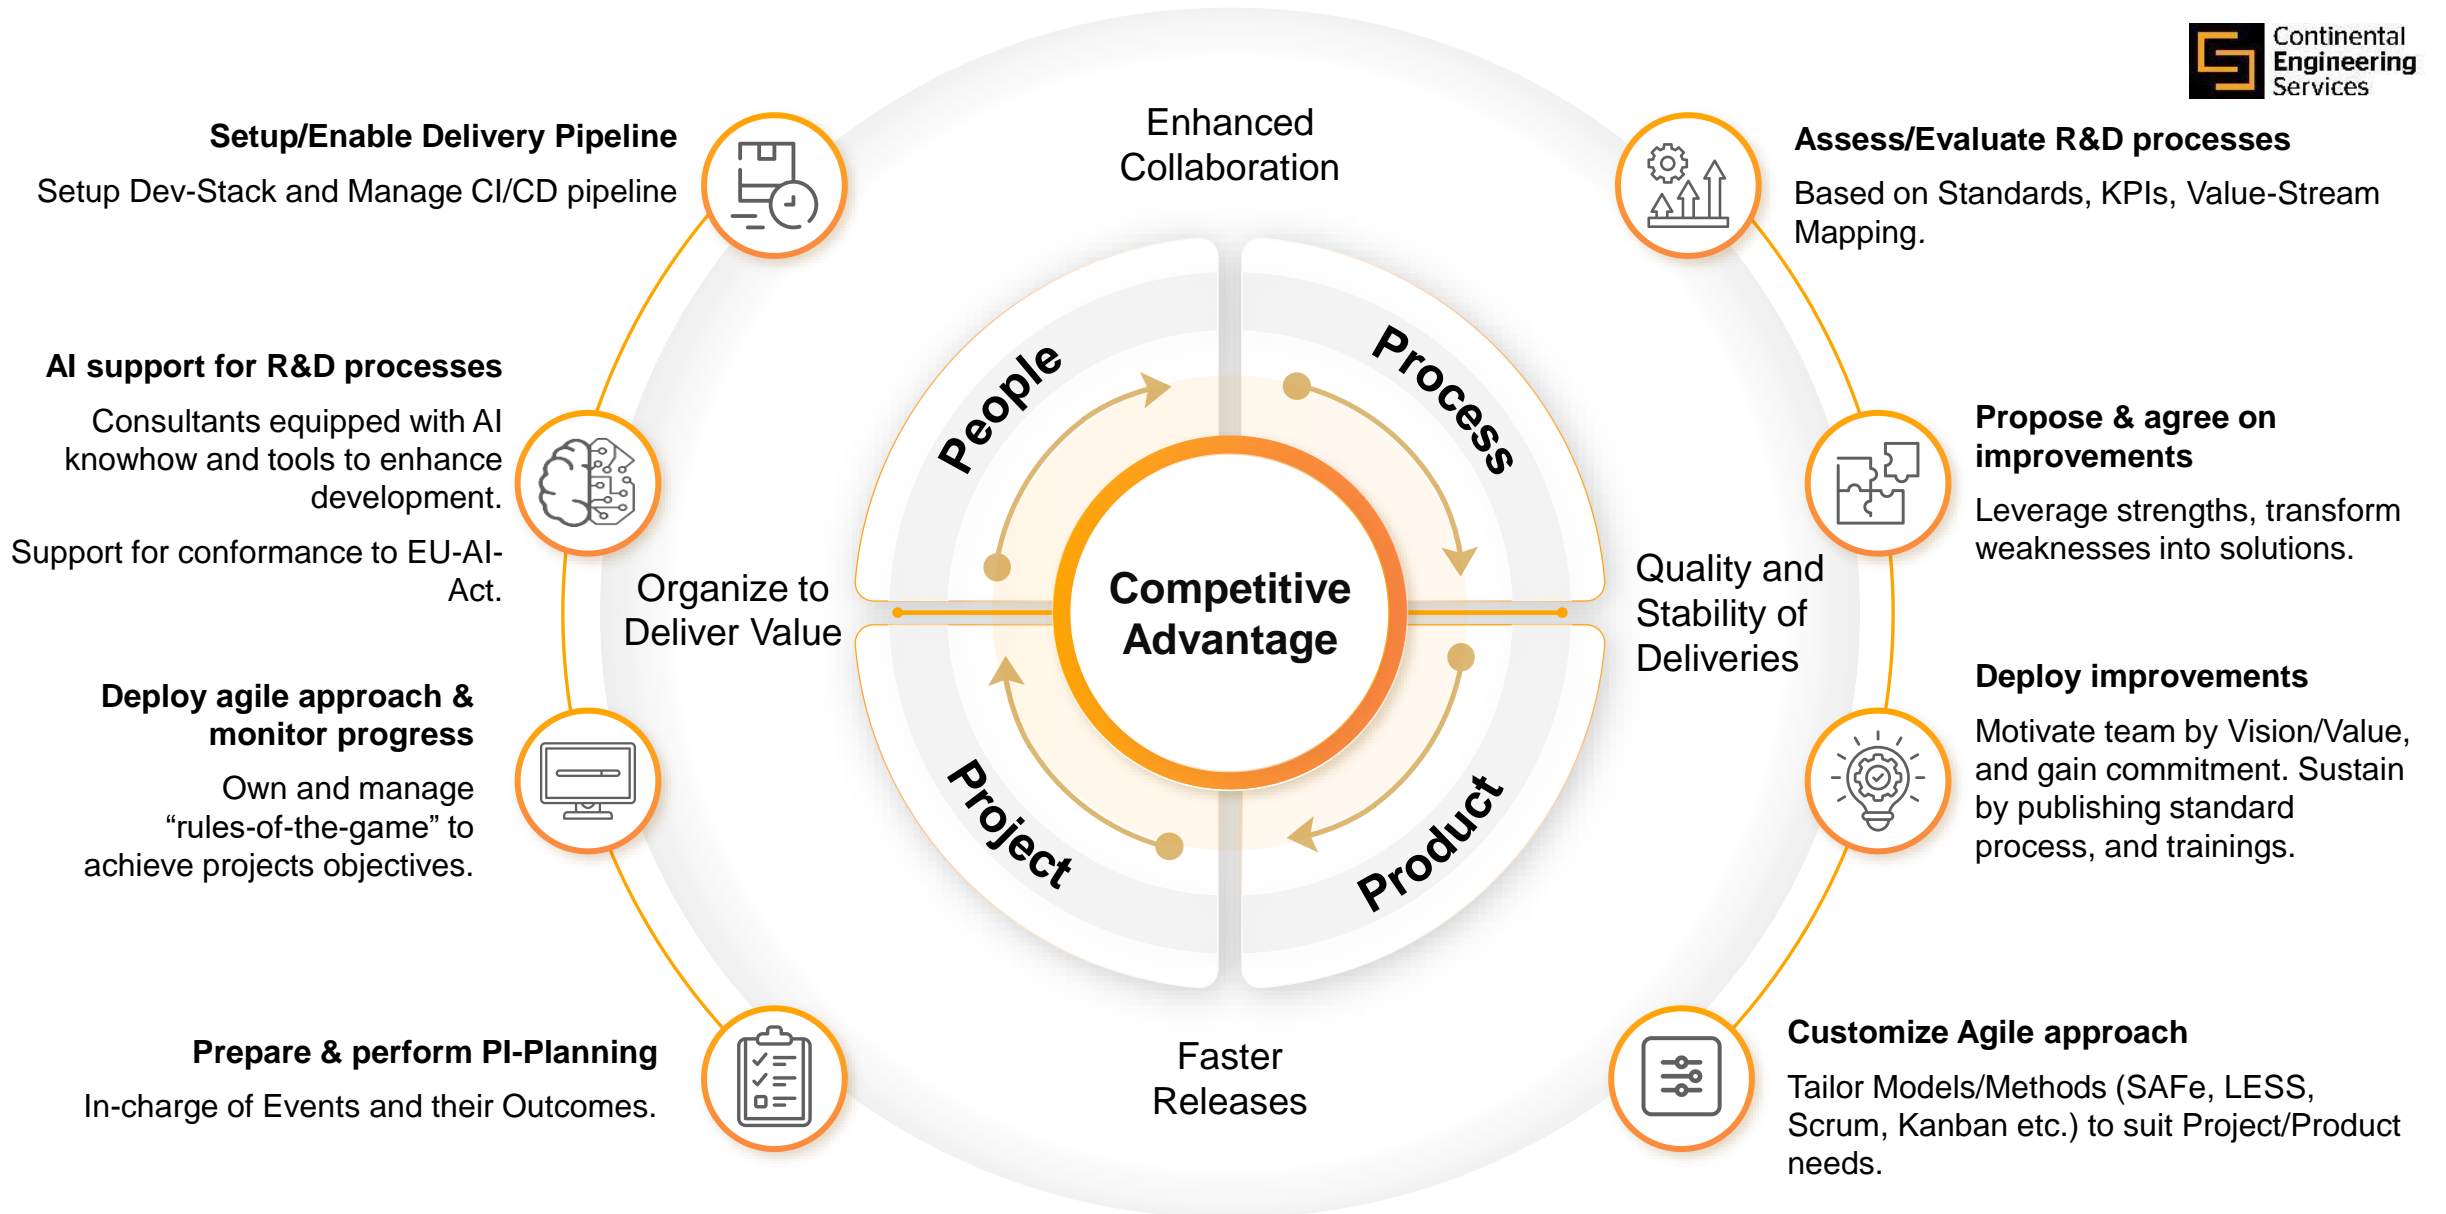 Continental
Engineering
Services
Setup/Enable Delivery Pipeline
Setup Dev-Stack and Manage CI/CD pipeline
AI support for R&D processes
Consultants equipped with AI
knowhow and tools to enhance
development.
Support for conformance to EU-AI-
Act.
Deploy agile approach &
monitor progress
Own and manage
“rules-of-the-game” to
achieve projects objectives.
Prepare & perform PI-Planning
In-charge of Events and their Outcomes.
Enhanced
Collaboration
Organize to
Deliver Value
People
Process
Competitive
Advantage
Project
Product
Quality and
Stability of
Deliveries
Faster
Releases
Assess/Evaluate R&D processes
Based on Standards, KPIs, Value-Stream
Mapping.
Propose & agree on
improvements
Leverage strengths, transform
weaknesses into solutions.
Deploy improvements
Motivate team by Vision/Value,
and gain commitment. Sustain
by publishing standard
process, and trainings.
Customize Agile approach
Tailor Models/Methods (SAFe, LESS,
Scrum, Kanban etc.) to suit Project/Product
needs.